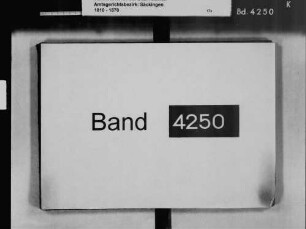 Amtsgerichtsbezirk: Säckingen
1810 - 1870
Bd. 4250
K
Band 4250